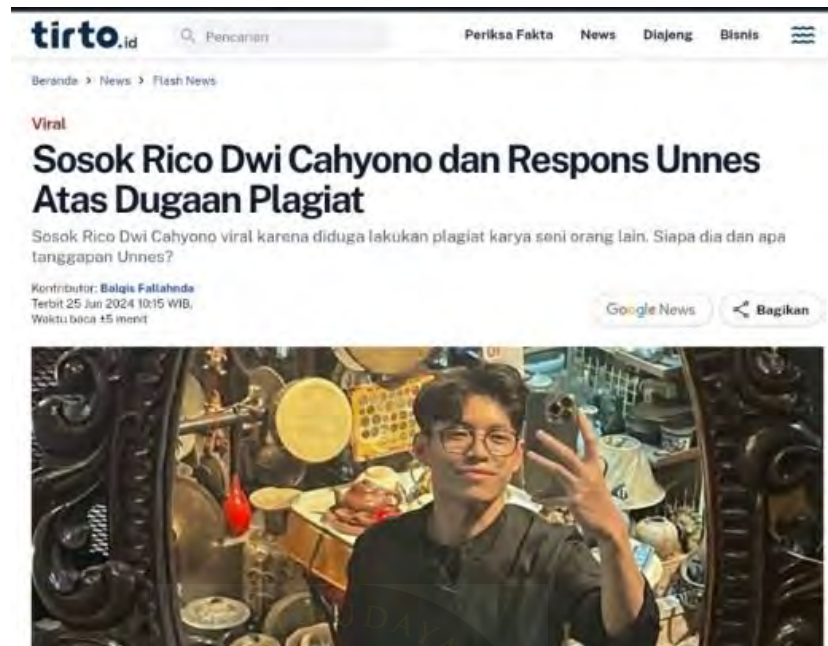 tirto.id
Pencarian
Periksa Fakta News Diajeng Bisnis
Beranda > News > Flash News
Viral
Sosok Rico Dwi Cahyono dan Respons Unnes
Atas Dugaan Plagiat
Sosok Rico Dwi Cahyono viral karena diduga lakukan plagiat karya seni orang lain. Siapa dia dan apa
tanggapan Unnes?
Kontributor: Balqis Fallahnda
Terbit 25 Jun 2024 10:15 WIB,
Waktu baca ±5 menit
Google News
Bagikan